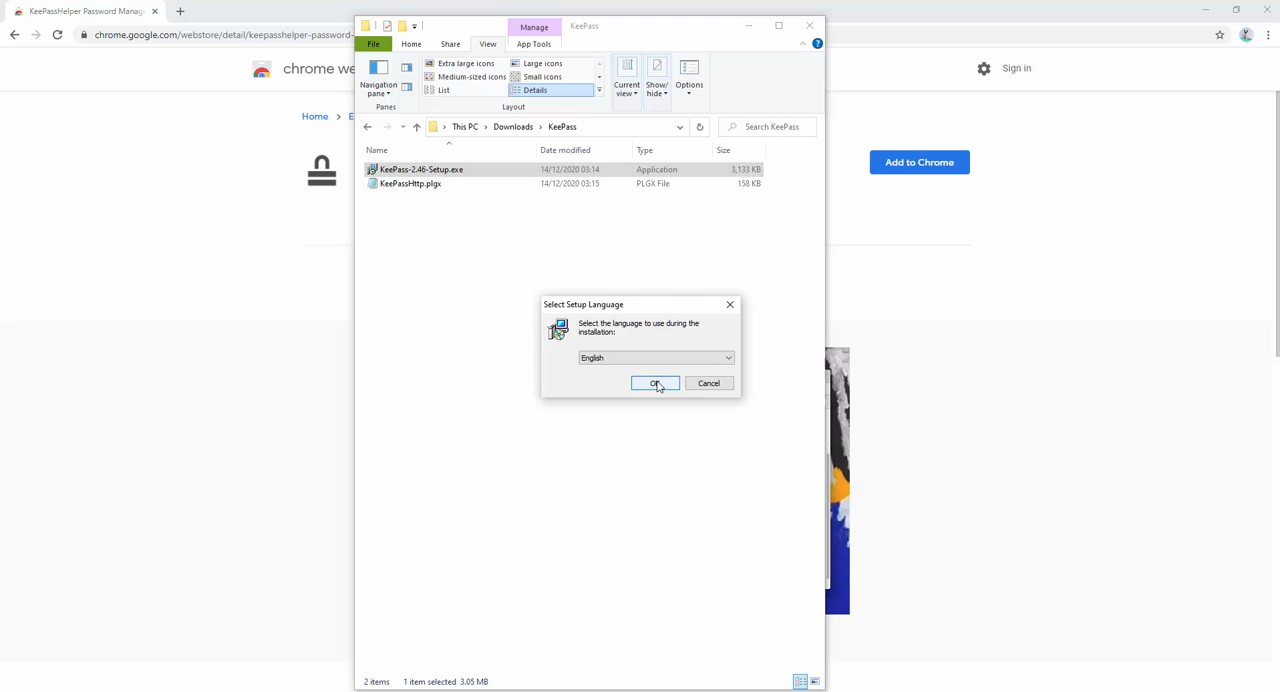 KeePassHelper Password Manag
chrome.google.com/webstore/detail/keepasshelper-password-
chrome we
Sign in
Home
E
Add to Chrome
Manage
KeePass
File
Home
Share
View
App Tools
Navigation pane
Extra large icons
Large icons
Medium-sized icons
Small icons
List
Details
Current view
Show/ hide
Options
Panes
Layout
This PC
Downloads
KeePass
Search KeePass
Name
Date modified
Type
Size
KeePass-2.46-Setup.exe
14/12/2020 03:14
Application
3,133 KB
KeePassHttp.plgx
14/12/2020 03:15
PLGX File
158 KB
Select Setup Language
Select the language to use during the
installation:
English
OK
Cancel
2 items
1 item selected 3.05 MB